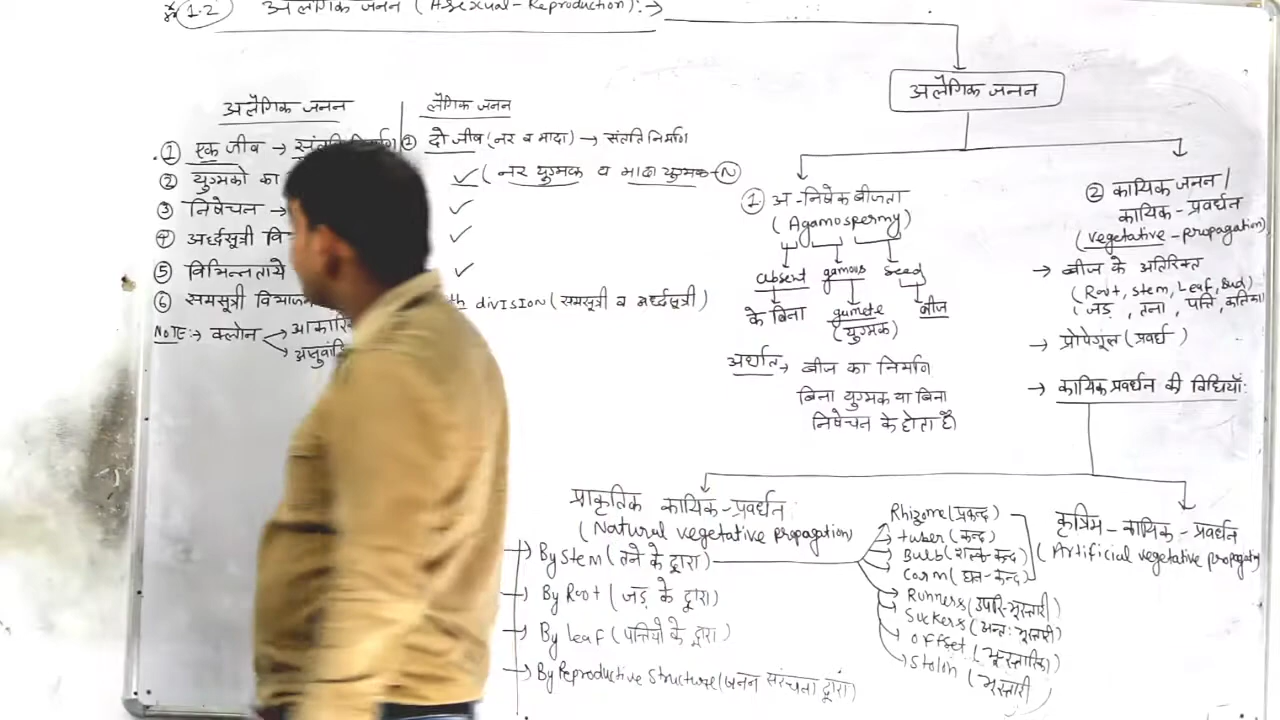 1.2 अलैंगिक जनन (Asexual-Reproduction):→
अलैंगिक जनन
अलैंगिक जनन
लैंगिक जनन
① एक जीव →
② युग्मको का
③ निषेचन →
④ अर्धसूत्री वि
⑤ विभिन्नताये
⑥ समसूत्री विभाजन
NOTE:→ क्लोन
② दो जीव (नर व मादा) → संतति निर्माण
✓ (नर युग्मक व मादा युग्मक-N)
✓
✓
✓
division (समसूत्री व अर्धसूत्री)
① अ-निषेक बीजता
(Agamospermy)
absent gamous seed
के बिना gamete बीज
(युग्मक)
अर्थात→ बीज का निर्माण
बिना युग्मक या बिना
निषेचन के होता है
② कायिक जनन/
कायिक-प्रवर्धन
(vegetative-propagation)
→ बीज के अतिरिक्त
(Root, stem, Leaf, Bud)
(जड़, तना, पत्ति, कलिका)
→ प्रोपेगूल (प्रवर्ध)
→ कायिक प्रवर्धन की विधियाँ:
प्राकृतिक कायिक-प्रवर्धन
(Natural vegetative propagation)
→ By stem (तने के द्वारा)
→ By Root (जड़ के द्वारा)
→ By leaf (पत्तियो के द्वारा)
→ By Reproductive structure (जनन संरचना द्वारा)
Rhizome (प्रकन्द)
tuber (कन्द)
Bulb (शल्क-कन्द)
Corm (घन-कन्द)
Runners (उपरि-भूस्तारी)
Suckers (अन्तः भूस्तारी)
offset (भूस्तारिका)
Stolon (भूस्तारी)
कृत्रिम-कायिक-प्रवर्धन
(Artificial vegetative propagation